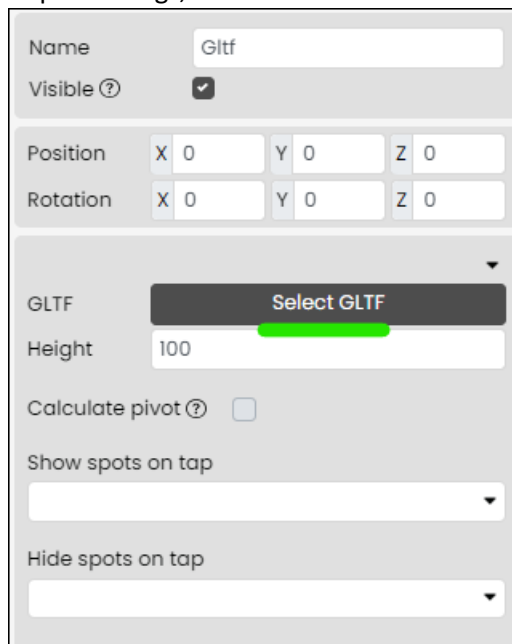 Name Gltf
Visible ?
Position X 0 Y 0 Z 0
Rotation X 0 Y 0 Z 0
GLTF Select GLTF
Height 100
Calculate pivot ?
Show spots on tap
Hide spots on tap